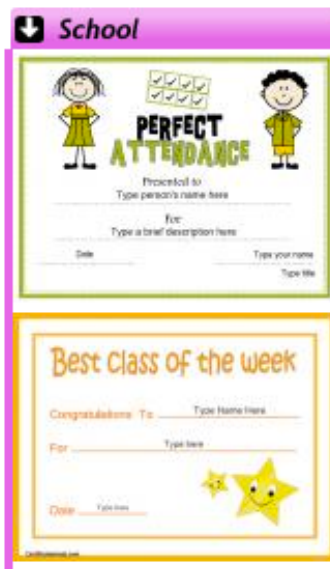 School
PERFECT
ATTENDANCE
Presented to
Type person's name here
For
Type a brief description here
Date Type your name
Type title
Best class of the week
Congratulations To Type Name Here
For Type here
Date Type here